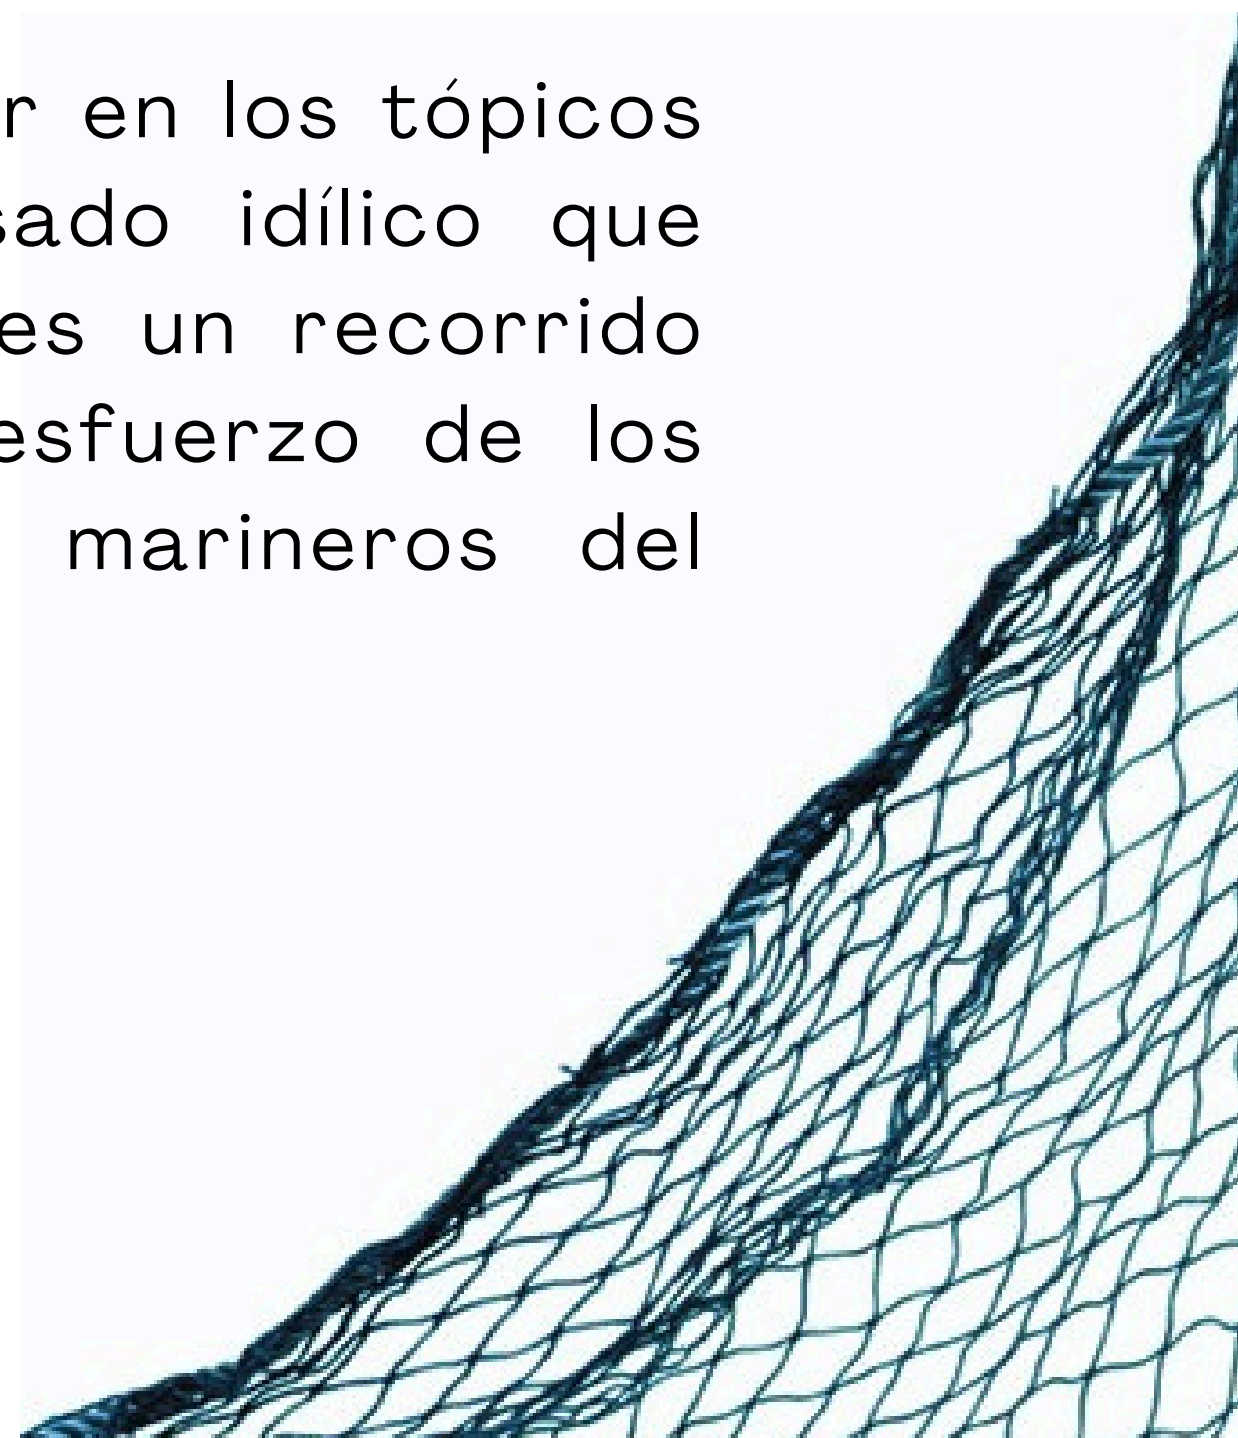 r en los tópicos
sado idílico que
es un recorrido
esfuerzo de los
marineros del